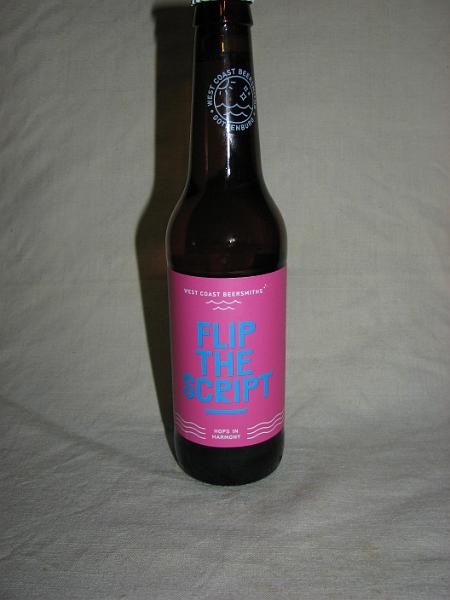 WEST COAST BEERSMITHS
GOTHENBURG
WEST COAST BEERSMITHS
FLIP
THE
SCRIPT
HOPS IN
HARMONY